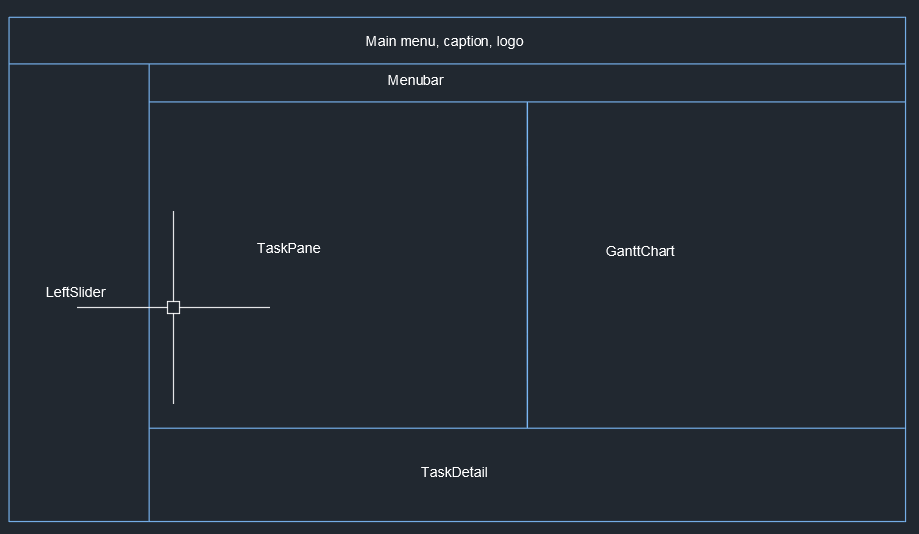 Main menu, caption, logo
Menubar
TaskPane
GanttChart
LeftSlider
TaskDetail